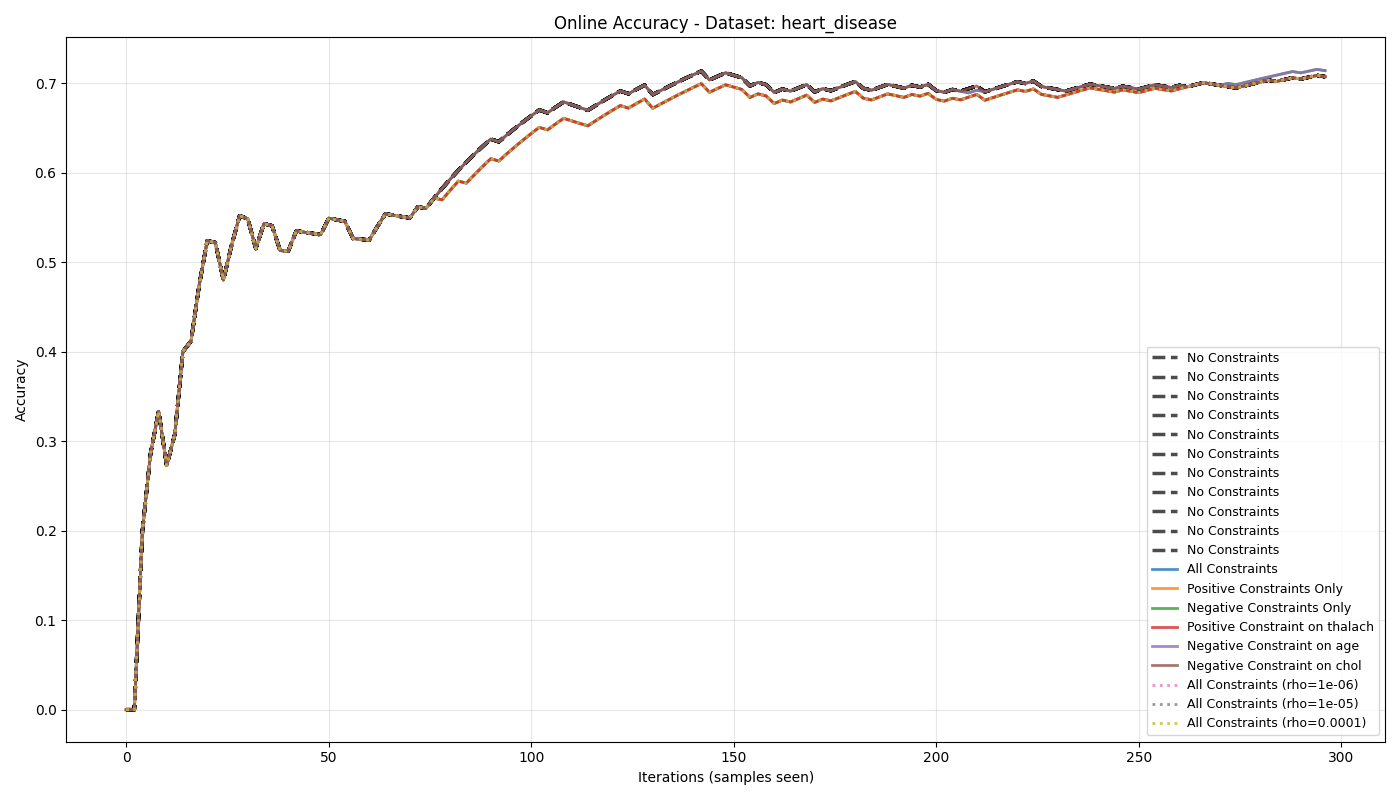 Online Accuracy - Dataset: heart_disease
0.7
0.6
0.5
0.4
0.3
0.2
0.1
0.0
Accuracy
No Constraints
No Constraints
No Constraints
No Constraints
No Constraints
No Constraints
No Constraints
No Constraints
No Constraints
No Constraints
No Constraints
All Constraints
Positive Constraints Only
Negative Constraints Only
Positive Constraint on thalach
Negative Constraint on age
Negative Constraint on chol
All Constraints (rho=1e-06)
All Constraints (rho=1e-05)
All Constraints (rho=0.0001)
0 50 100 150 200 250 300
Iterations (samples seen)